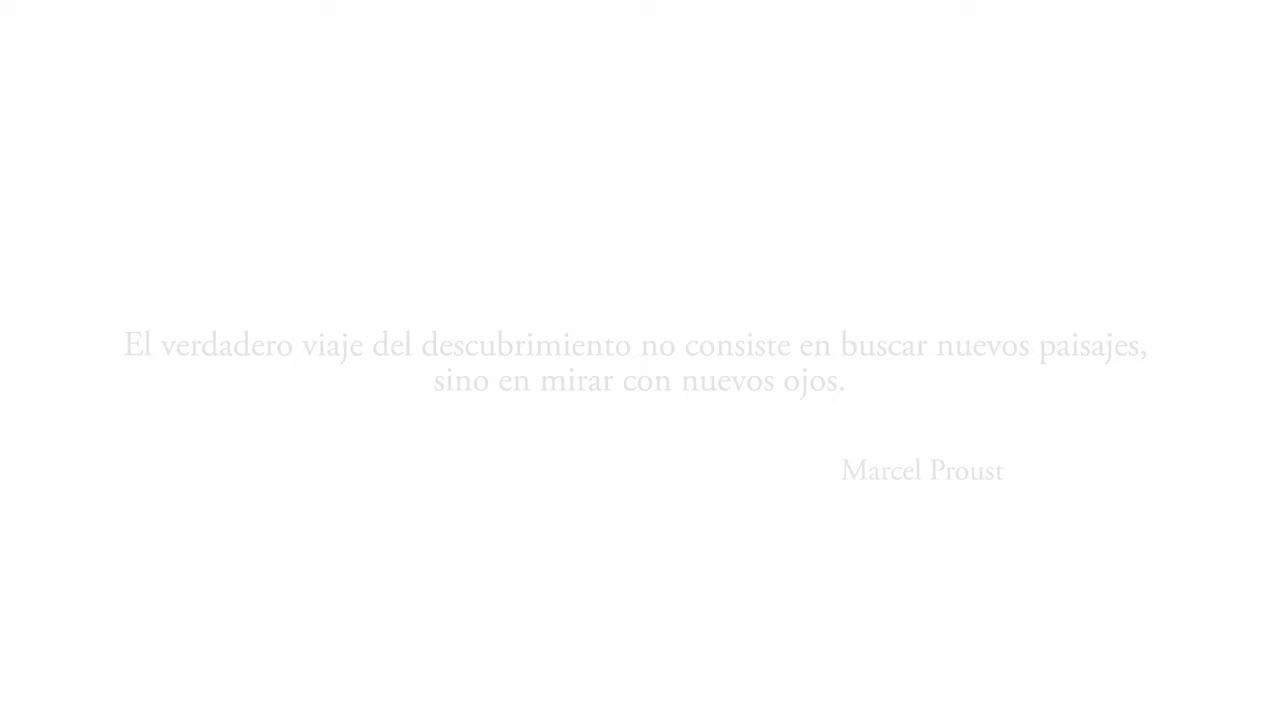 El verdadero viaje del descubrimiento no consiste en buscar nuevos paisajes,
sino en mirar con nuevos ojos.
Marcel Proust